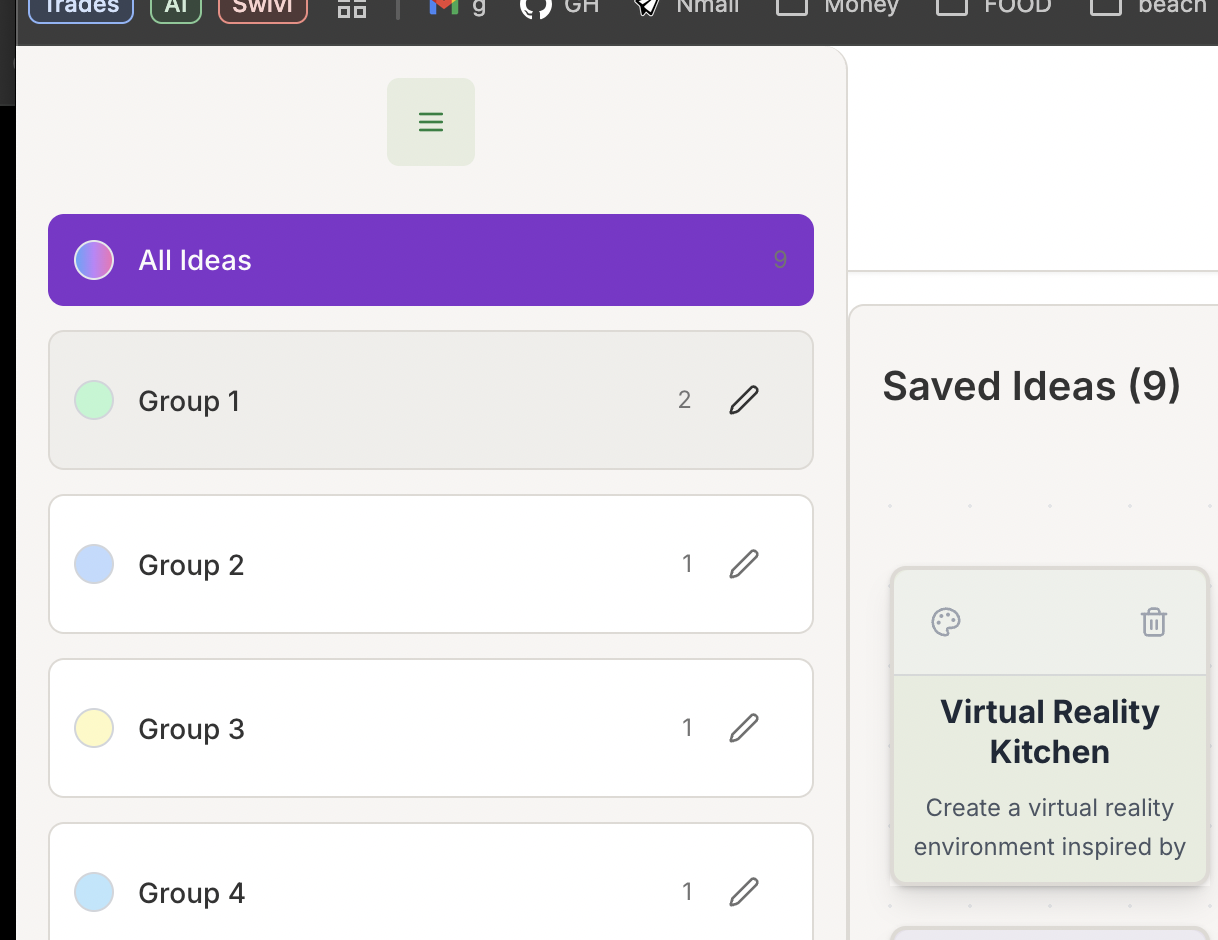 Trades AI Swivl g GH Nmail Money FOOD beach
All Ideas 9
Group 1 2
Group 2 1
Group 3 1
Group 4 1
Saved Ideas (9)
Virtual Reality
Kitchen
Create a virtual reality
environment inspired by